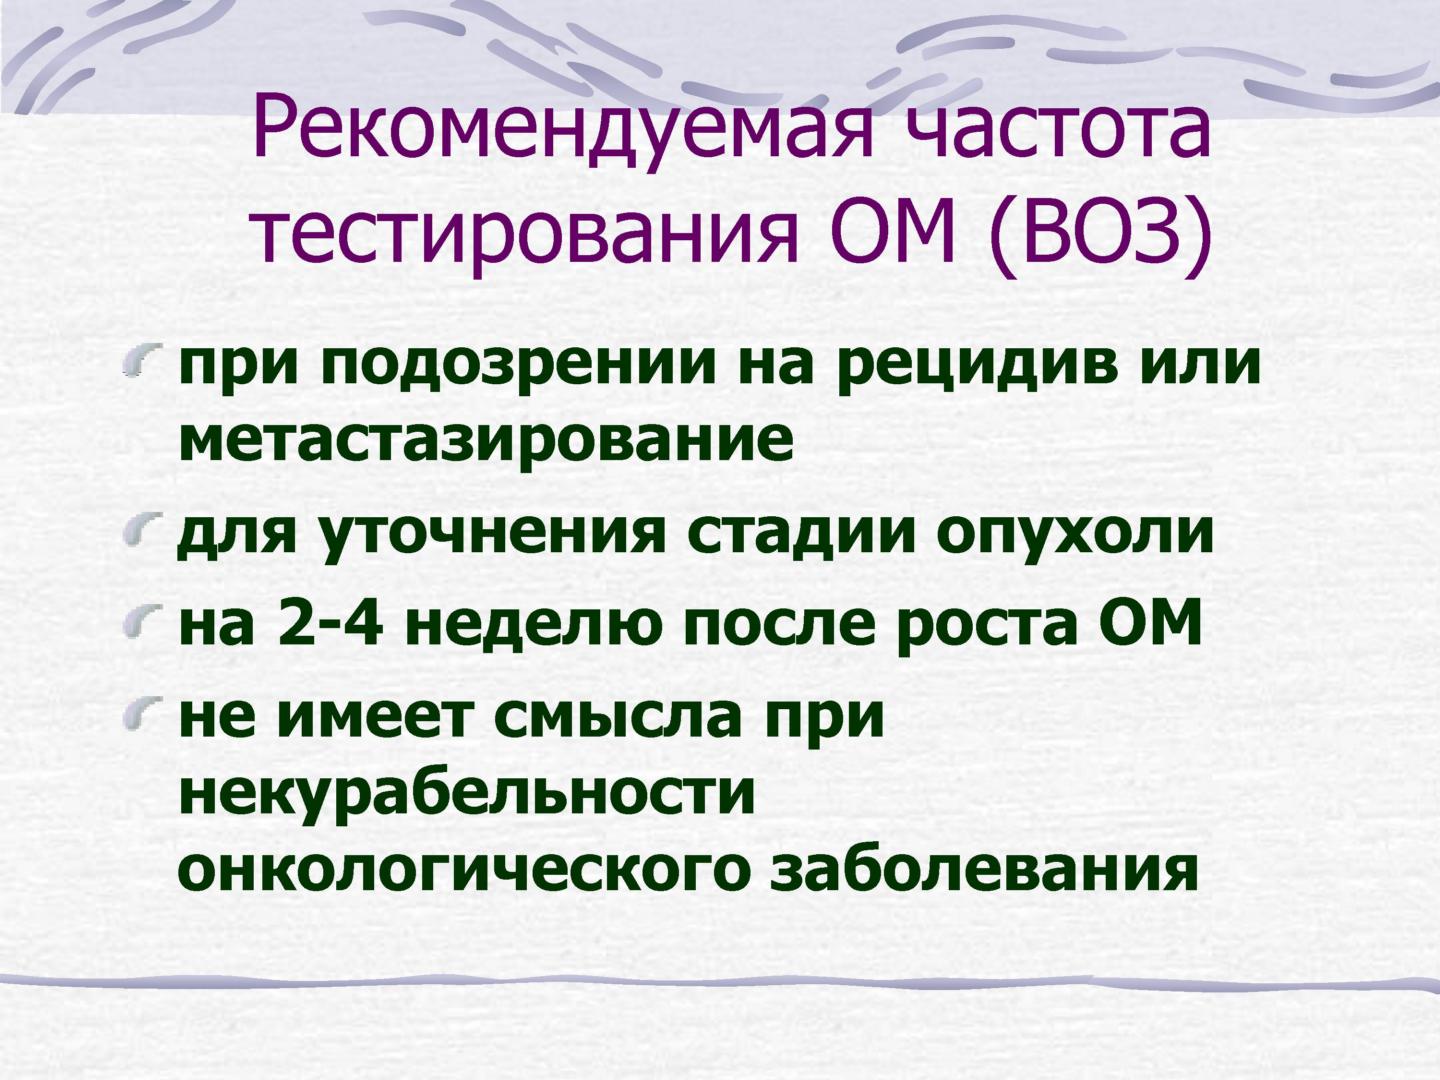 Рекомендуемая частота
тестирования ОМ (ВОЗ)
при подозрении на рецидив или
метастазирование
для уточнения стадии опухоли
на 2-4 неделю после роста ОМ
не имеет смысла при
некурабельности
онкологического заболевания